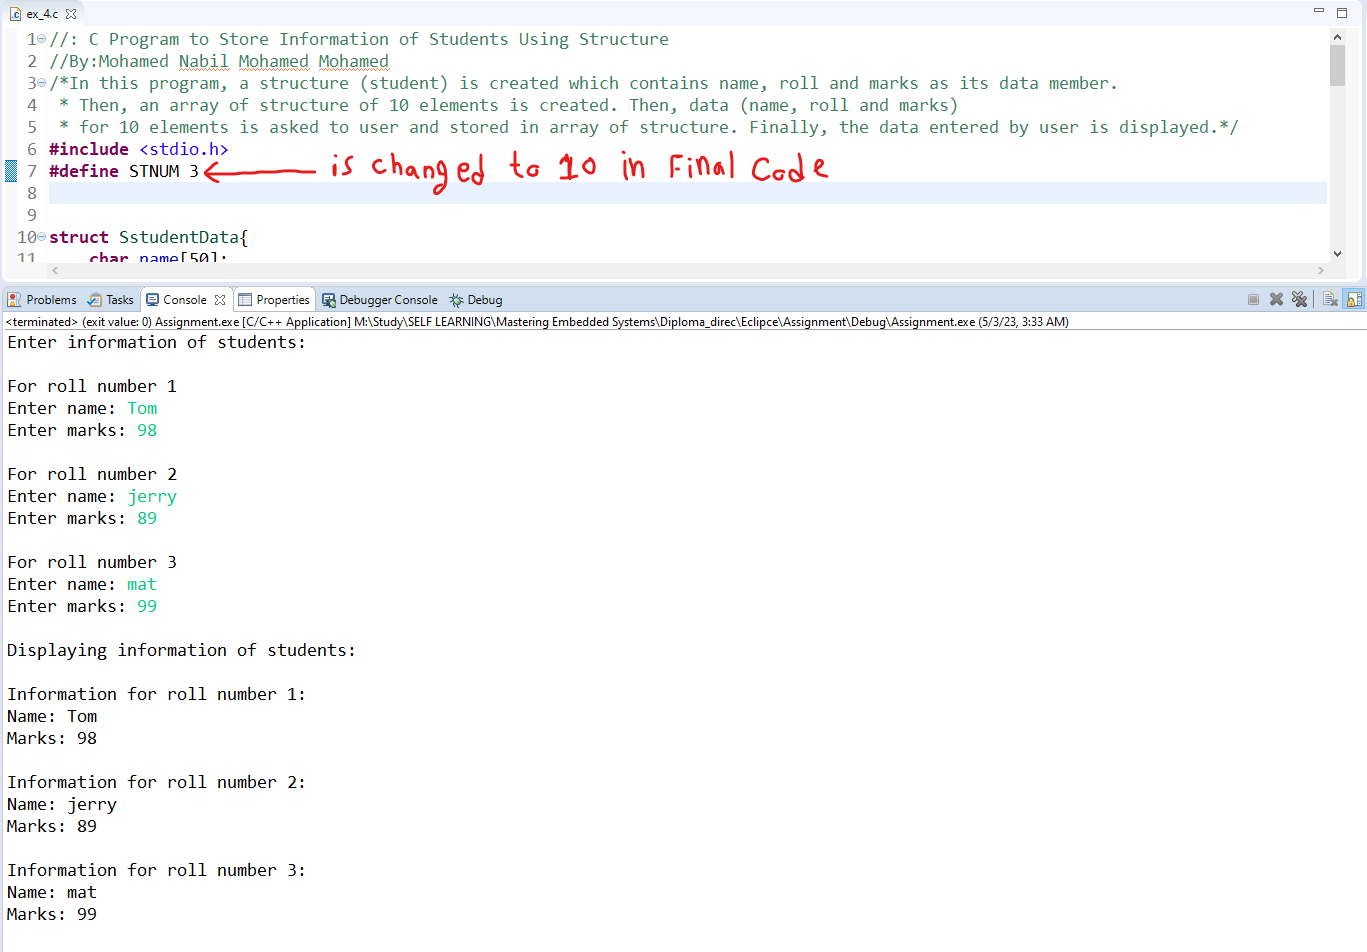 ex_4.c
1 //: C Program to Store Information of Students Using Structure
2 //By:Mohamed Nabil Mohamed Mohamed
3 /*In this program, a structure (student) is created which contains name, roll and marks as its data member.
4 * Then, an array of structure of 10 elements is created. Then, data (name, roll and marks)
5 * for 10 elements is asked to user and stored in array of structure. Finally, the data entered by user is displayed.*/
6 #include <stdio.h>
7 #define STNUM 3 is changed to 10 in Final Code
8
9
10 struct SstudentData{
11 char name[50];
Problems Tasks Console Properties Debugger Console Debug
<terminated> (exit value: 0) Assignment.exe [C/C++ Application] M:\Study\SELF LEARNING\Mastering Embedded Systems\Diploma_direc\Eclipce\Assignment\Debug\Assignment.exe (5/3/23, 3:33 AM)
Enter information of students:
For roll number 1
Enter name: Tom
Enter marks: 98
For roll number 2
Enter name: jerry
Enter marks: 89
For roll number 3
Enter name: mat
Enter marks: 99
Displaying information of students:
Information for roll number 1:
Name: Tom
Marks: 98
Information for roll number 2:
Name: jerry
Marks: 89
Information for roll number 3:
Name: mat
Marks: 99